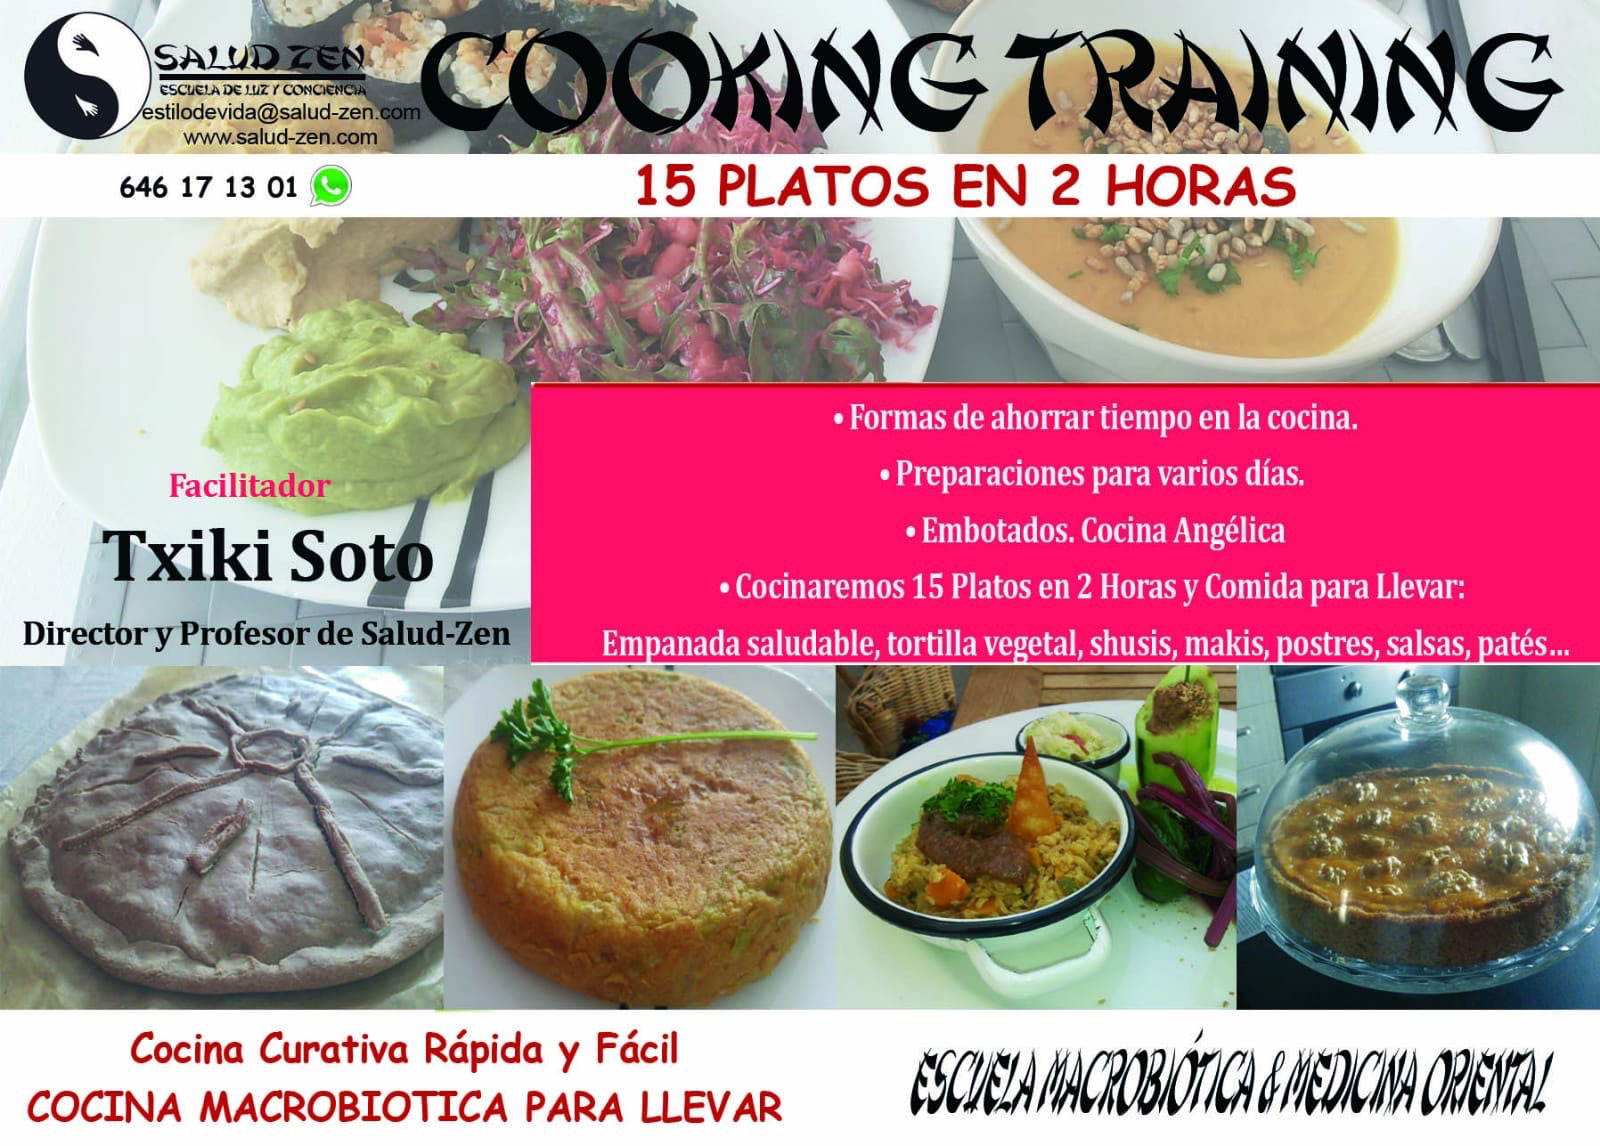 SALUD ZEN
ESCUELA DE LUZ Y CONCIENCIA
estilodevida@salud-zen.com
www.salud-zen.com
COOKING TRAINING
646 17 13 01
15 PLATOS EN 2 HORAS
• Formas de ahorrar tiempo en la cocina.
• Preparaciones para varios días.
• Embotados. Cocina Angélica
• Cocinaremos 15 Platos en 2 Horas y Comida para Llevar:
Empanada saludable, tortilla vegetal, shusis, makis, postres, salsas, patés...
Facilitador
Txiki Soto
Director y Profesor de Salud-Zen
Cocina Curativa Rápida y Fácil
COCINA MACROBIOTICA PARA LLEVAR
ESCUELA MACROBIÓTICA & MEDICINA ORIENTAL